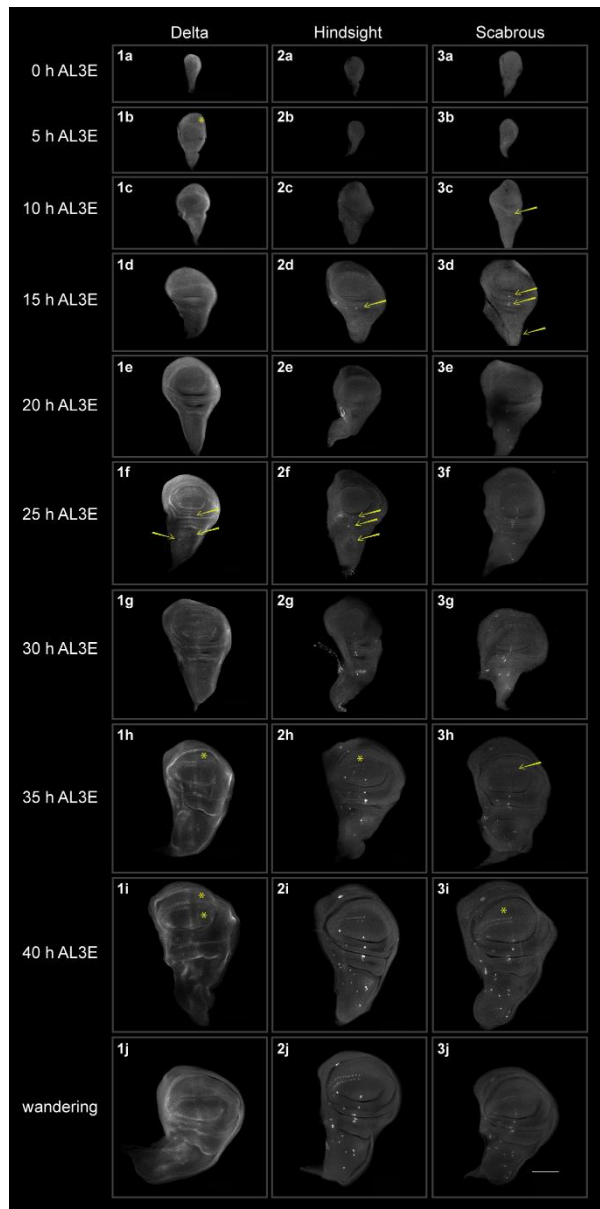 Delta Hindsight Scabrous
0 h AL3E 1a 2a 3a
5 h AL3E 1b * 2b 3b
10 h AL3E 1c 2c 3c
15 h AL3E 1d 2d 3d
20 h AL3E 1e 2e 3e
25 h AL3E 1f 2f 3f
30 h AL3E 1g 2g 3g
35 h AL3E 1h * 2h * 3h
40 h AL3E 1i * * 2i 3i *
wandering 1j 2j 3j